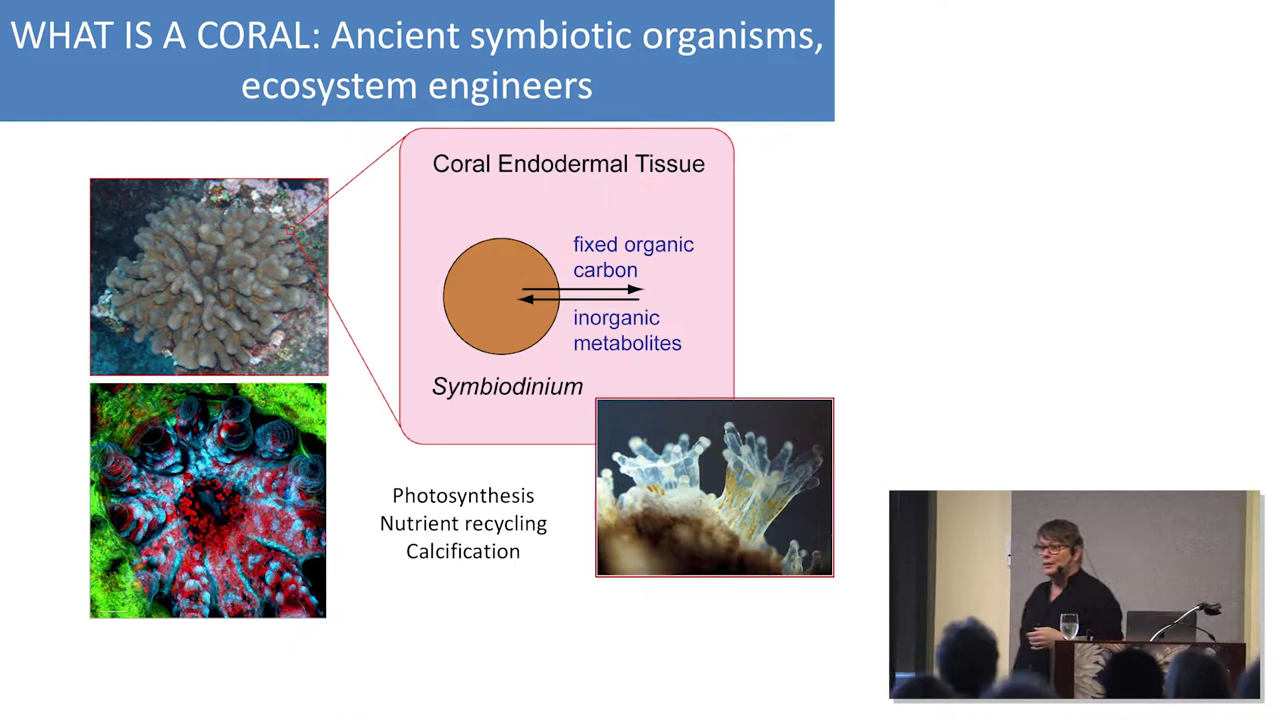 WHAT IS A CORAL: Ancient symbiotic organisms,
ecosystem engineers
Coral Endodermal Tissue
fixed organic
carbon
inorganic
metabolites
Symbiodinium
Photosynthesis
Nutrient recycling
Calcification